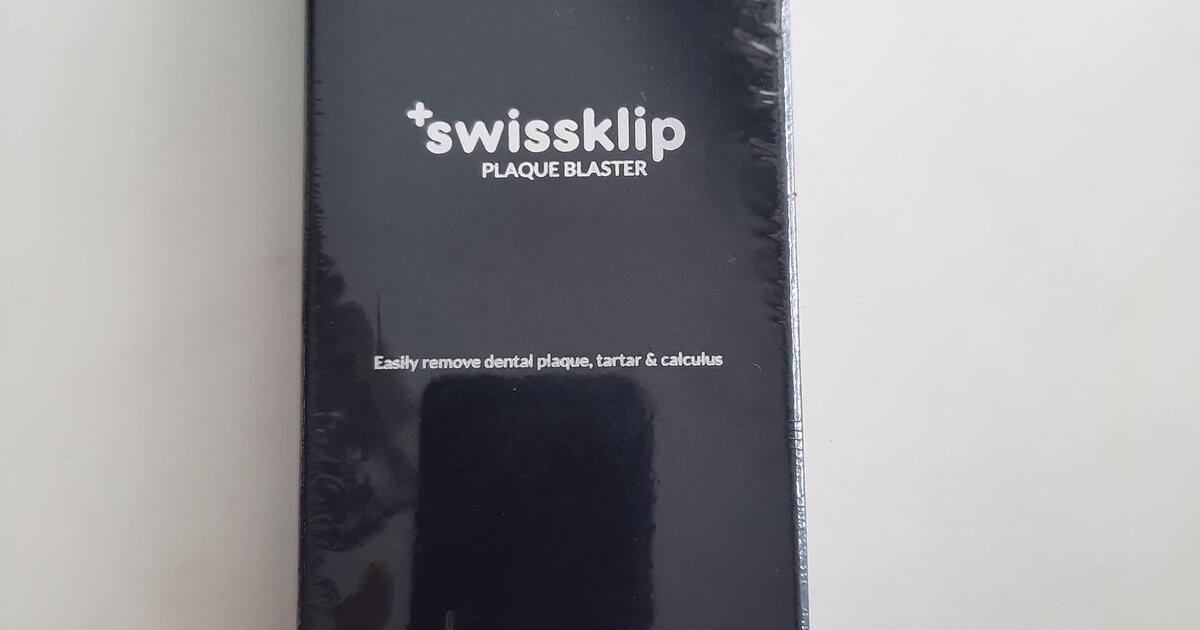 +swissklip
PLAQUE BLASTER
Easily remove dental plaque, tartar & calculus